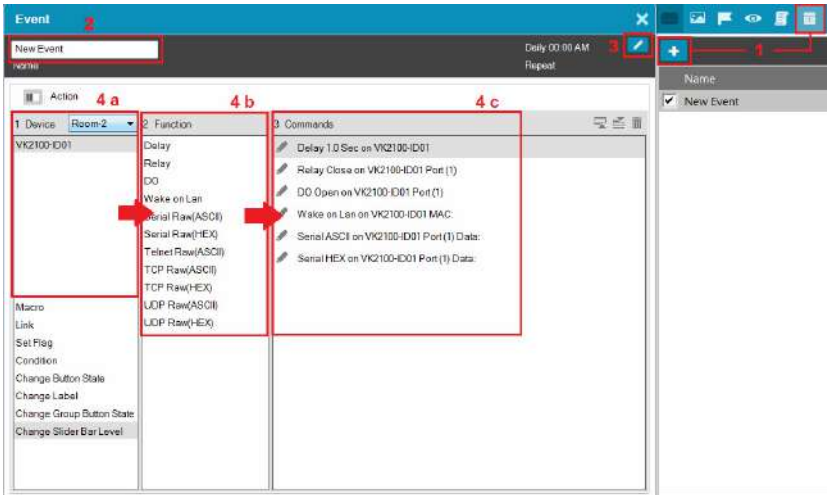 Event
2
New Event
Name
Daily 00:00 AM
Repeat
3
1
Name
New Event
Action
4 a
4 b
4 c
1 Device
Room-2
2 Function
3 Commands
VK2100-ID01
Delay
Relay
DO
Wake on Lan
Serial Raw(ASCII)
Serial Raw(HEX)
Telnet Raw(ASCII)
TCP Raw(ASCII)
TCP Raw(HEX)
UDP Raw(ASCII)
UDP Raw(HEX)
Delay 1.0 Sec on VK2100-ID01
Relay Close on VK2100-ID01 Port (1)
DO Open on VK2100-ID01 Port (1)
Wake on Lan on VK2100-ID01 MAC:
Serial ASCII on VK2100-ID01 Port (1) Data:
Serial HEX on VK2100-ID01 Port (1) Data:
Macro
Link
Set Flag
Condition
Change Button State
Change Label
Change Group Button State
Change Slider Bar Level